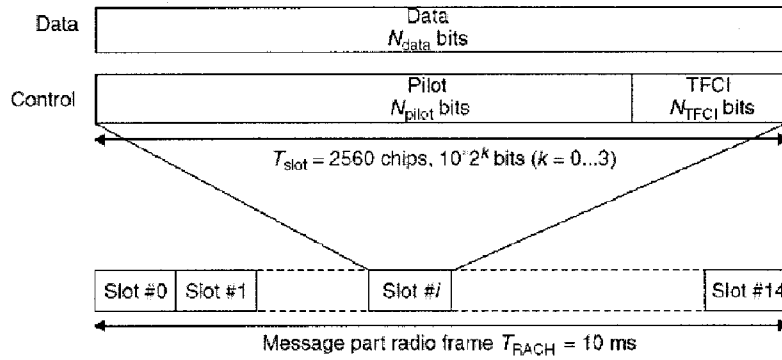 Data
Data
N_data bits
Control
Pilot
N_pilot bits
TFCI
N_TFCI bits
T_slot = 2560 chips, 10*2^k bits (k = 0...3)
Slot #0 Slot #1 Slot #i Slot #14
Message part radio frame T_RACH = 10 ms